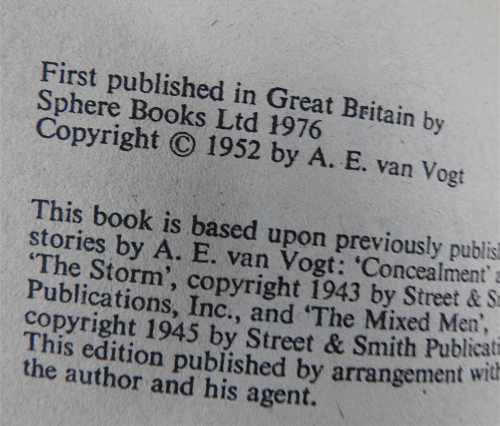 First published in Great Britain by
Sphere Books Ltd 1976
Copyright © 1952 by A. E. van Vogt
This book is based upon previously
stories by A. E. van Vogt: ‘Concealment’
‘The Storm’, copyright 1943 by Street &
Publications, Inc., and ‘The Mixed Men’,
copyright 1945 by Street & Smith
This edition published by arrangement with
the author and his agent.